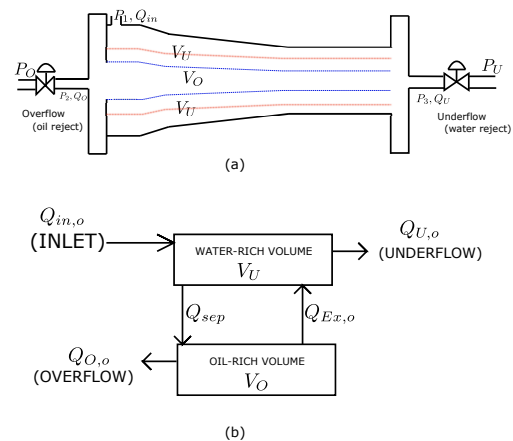 P_1, Q_in
V_U
P_O
V_O
P_U
P_2, Q_O
P_3, Q_U
V_U
Overflow
(oil reject)
Underflow
(water reject)
(a)
Q_in,o
(INLET)
WATER-RICH VOLUME
V_U
Q_U,o
(UNDERFLOW)
Q_sep
Q_Ex,o
Q_O,o
(OVERFLOW)
OIL-RICH VOLUME
V_O
(b)